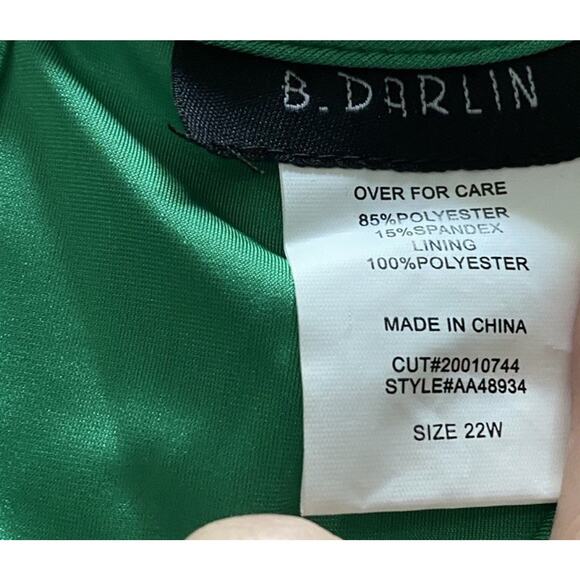 B. DARLIN
OVER FOR CARE
85%POLYESTER
15%SPANDEX
LINING
100%POLYESTER
MADE IN CHINA
CUT#20010744
STYLE#AA48934
SIZE 22W